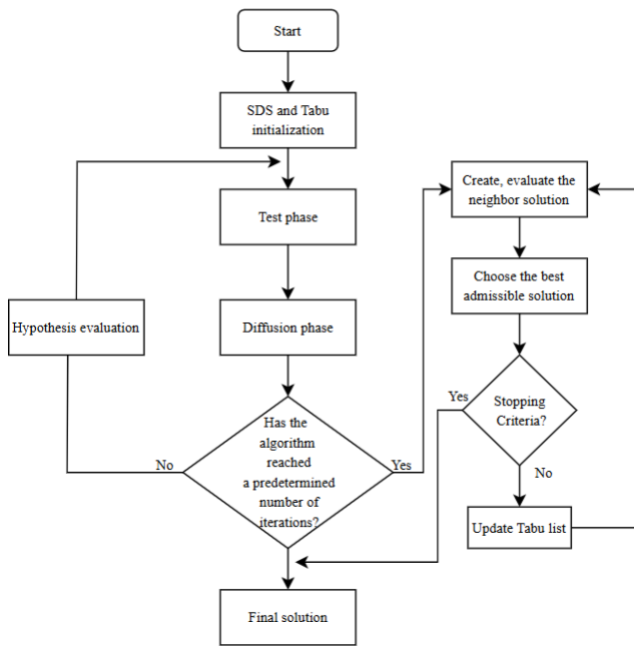 Start
SDS and Tabu
initialization
Test phase
Diffusion phase
Hypothesis evaluation
Has the
algorithm
reached
a predetermined
number of
iterations?
No
Yes
Final solution
Create, evaluate the
neighbor solution
Choose the best
admissible solution
Stopping
Criteria?
Yes
No
Update Tabu list